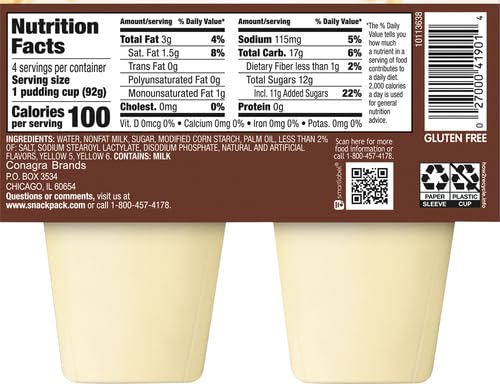 Nutrition
Facts
4 servings per container
Serving size
1 pudding cup (92g)
Calories
per serving 100
Amount/serving % Daily Value*
Total Fat 3g 4%
Sat. Fat 1.5g 8%
Trans Fat 0g
Polyunsaturated Fat 0g
Monounsaturated Fat 1g
Cholest. 0mg 0%
Amount/serving % Daily Value*
Sodium 115mg 5%
Total Carb. 17g 6%
Dietary Fiber less than 1g 2%
Total Sugars 12g
Incl. 11g Added Sugars 22%
Protein 0g
Vit. D 0mcg 0% • Calcium 0mg 0% • Iron 0mg 0% • Potas. 0mg 0%
*The % Daily
Value tells you
how much
a nutrient in a
serving of food
contributes to
a daily diet.
2,000 calories
a day is used
for general
nutrition
advice.
10113638
0 27000 41901 4
GLUTEN FREE
INGREDIENTS: WATER, NONFAT MILK, SUGAR, MODIFIED CORN STARCH, PALM OIL, LESS THAN 2%
OF: SALT, SODIUM STEAROYL LACTYLATE, DISODIUM PHOSPHATE, NATURAL AND ARTIFICIAL
FLAVORS, YELLOW 5, YELLOW 6. CONTAINS: MILK
Conagra Brands
P.O. BOX 3534
CHICAGO, IL 60654
Questions or comments, visit us at
www.snackpack.com or call 1-800-457-4178.
Scan here for more
food information or
call 1-800-457-4178.
smartlabel
PAPER
SLEEVE
PLASTIC
CUP
how2recycle.info